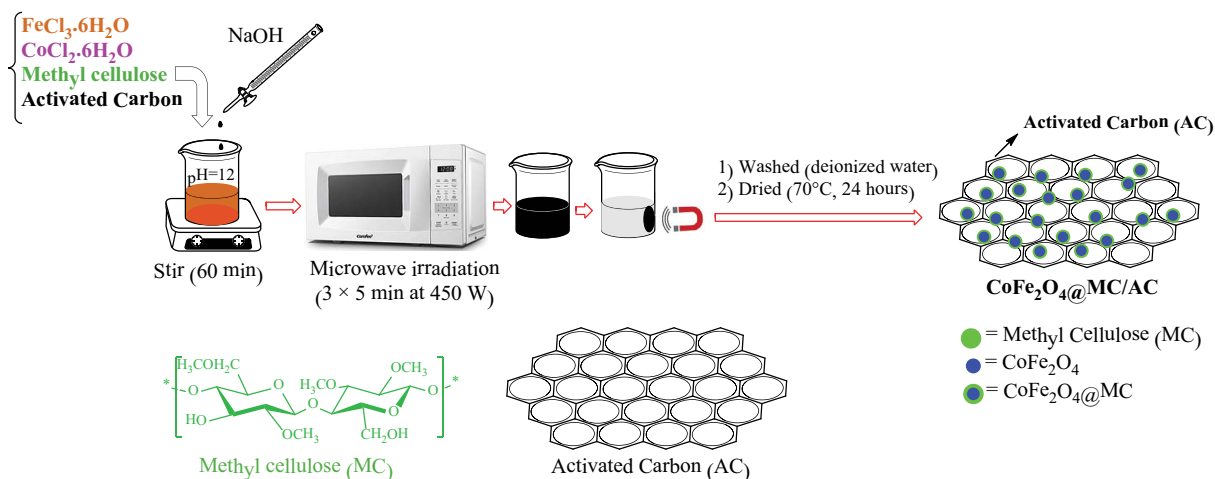 FeCl₃.6H₂O
CoCl₂.6H₂O
Methyl cellulose
Activated Carbon
NaOH
pH=12
Stir (60 min)
Microwave irradiation
(3 × 5 min at 450 W)
1) Washed (deionized water)
2) Dried (70°C, 24 hours)
Activated Carbon (AC)
CoFe₂O₄@MC/AC
= Methyl Cellulose (MC)
= CoFe₂O₄
= CoFe₂O₄@MC
H₃COH₂C
OCH₃
H₃CO
*
O
O
O
O
O
*
HO
OCH₃
CH₂OH
Methyl cellulose (MC)
Activated Carbon (AC)